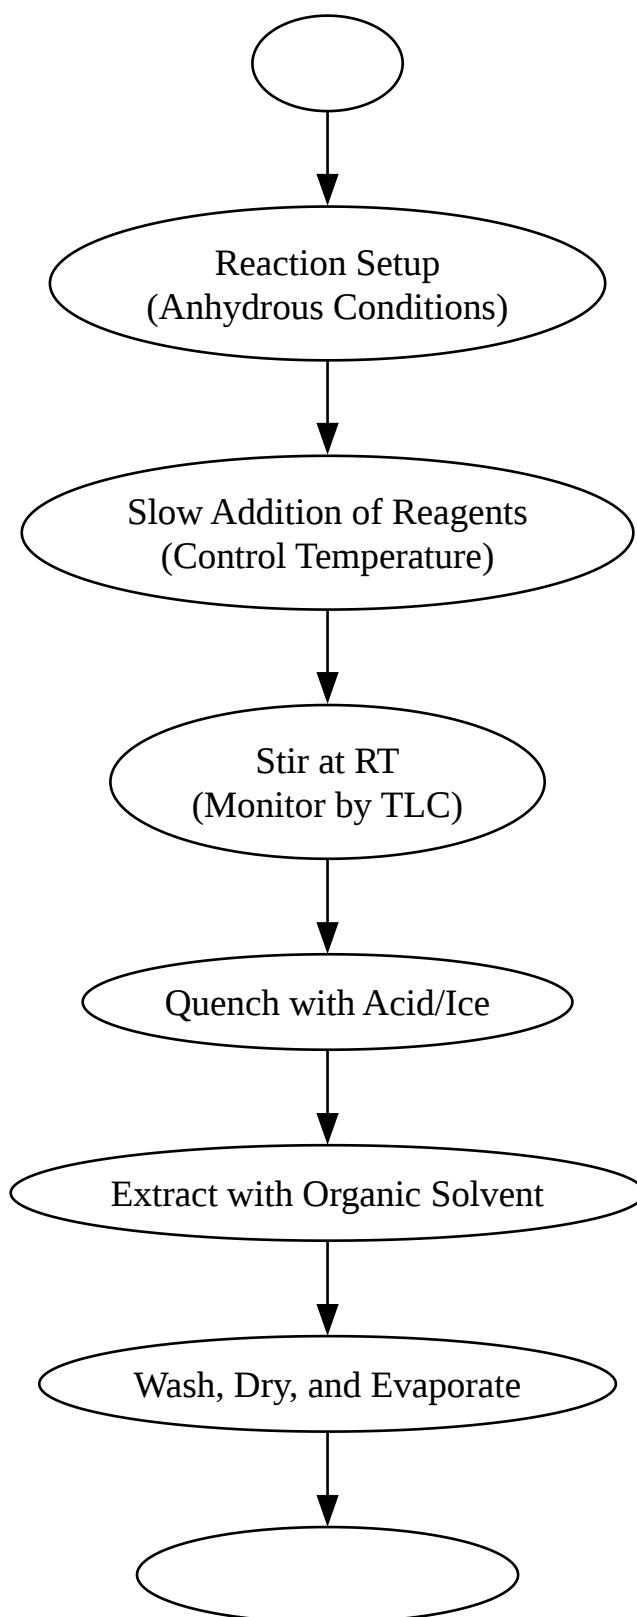 Reaction Setup
(Anhydrous Conditions)
Slow Addition of Reagents
(Control Temperature)
Stir at RT
(Monitor by TLC)
Quench with Acid/Ice
Extract with Organic Solvent
Wash, Dry, and Evaporate